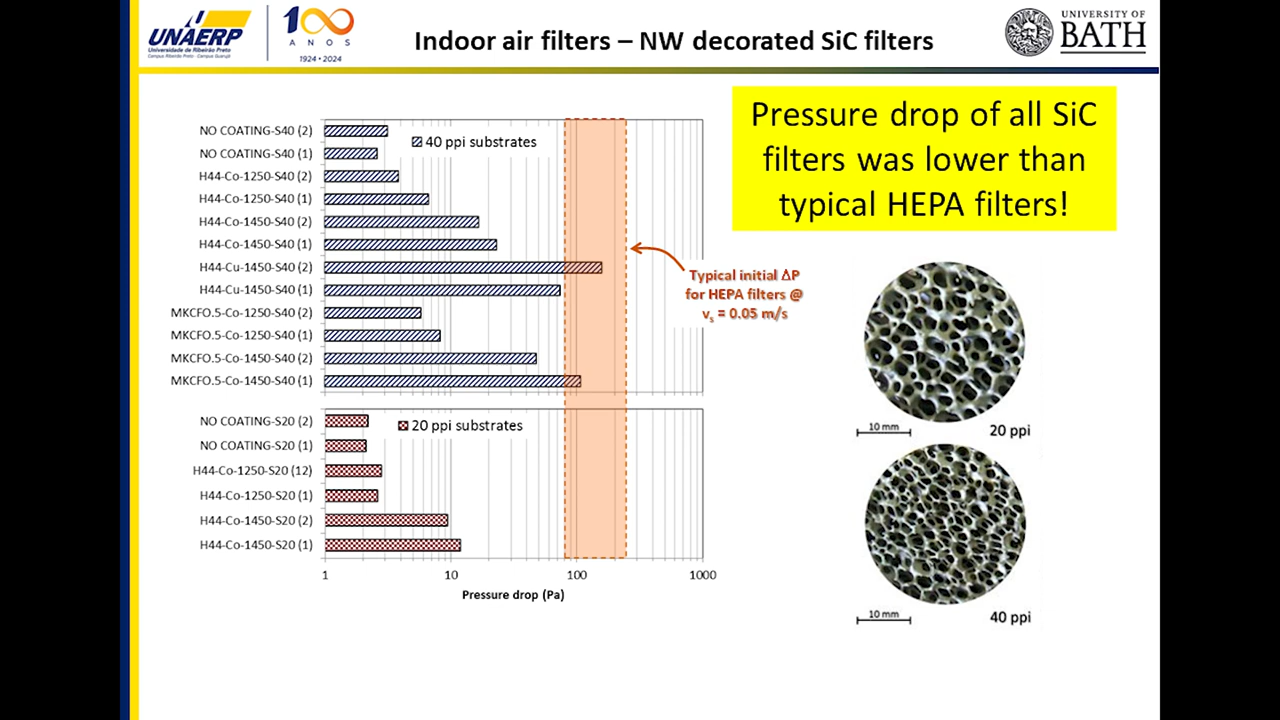 UNAERP
Universidade de Ribeirão Preto
Campus Ribeirão Preto - Campus Guarujá
100
ANOS
1924 • 2024
Indoor air filters – NW decorated SiC filters
UNIVERSITY OF
BATH
Pressure drop of all SiC
filters was lower than
typical HEPA filters!
NO COATING-S40 (2)
NO COATING-S40 (1)
H44-Co-1250-S40 (2)
H44-Co-1250-S40 (1)
H44-Co-1450-S40 (2)
H44-Co-1450-S40 (1)
H44-Cu-1450-S40 (2)
H44-Cu-1450-S40 (1)
MKCFO.5-Co-1250-S40 (2)
MKCFO.5-Co-1250-S40 (1)
MKCFO.5-Co-1450-S40 (2)
MKCFO.5-Co-1450-S40 (1)
40 ppi substrates
NO COATING-S20 (2)
NO COATING-S20 (1)
H44-Co-1250-S20 (12)
H44-Co-1250-S20 (1)
H44-Co-1450-S20 (2)
H44-Co-1450-S20 (1)
20 ppi substrates
1 10 100 1000
Pressure drop (Pa)
Typical initial ΔP
for HEPA filters @
vs = 0.05 m/s
10 mm
20 ppi
10 mm
40 ppi